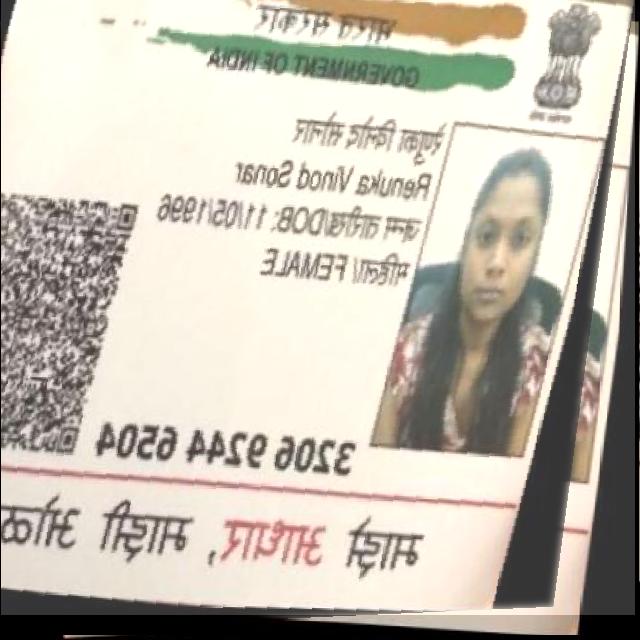 भारत सरकार
GOVERNMENT OF INDIA
रेणुका विनोद सोनार
Renuka Vinod Sonar
जन्म तारीख/DOB: 11/05/1996
महिला/ FEMALE
3206 9244 6504
माझे आधार, माझी ओळख